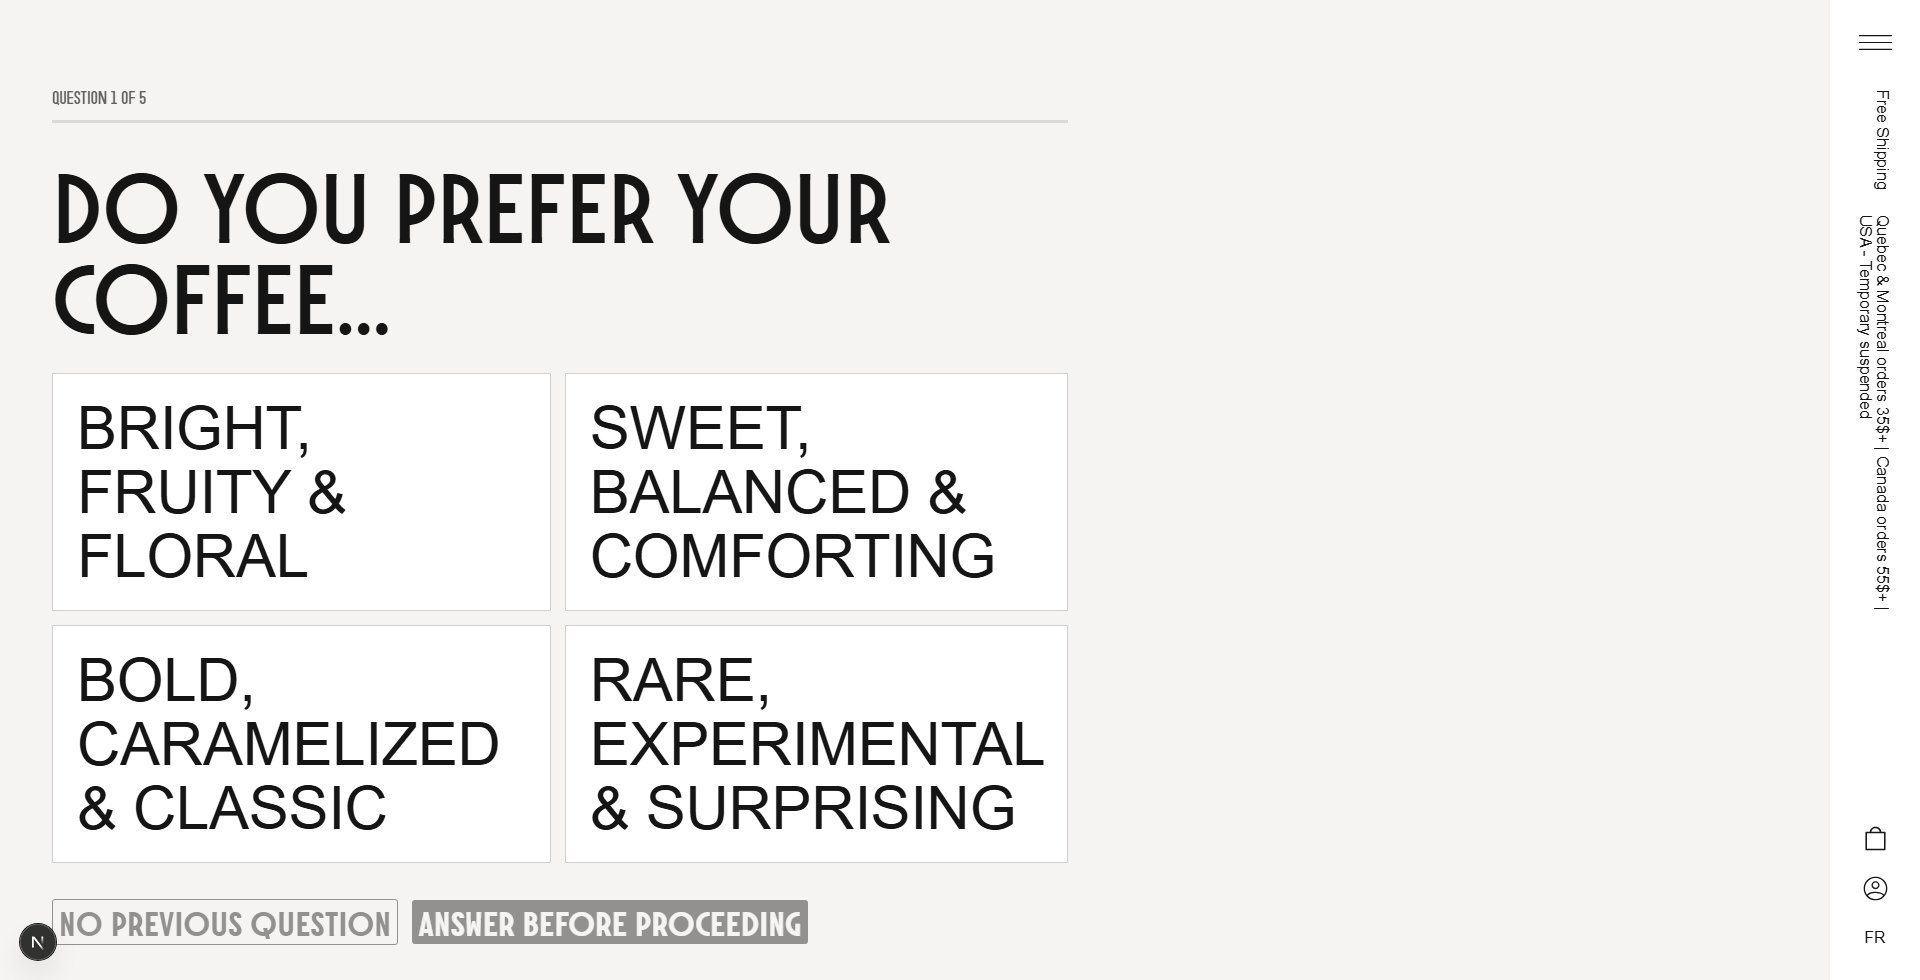 QUESTION 1 OF 5
DO YOU PREFER YOUR
COFFEE...
BRIGHT,
FRUITY &
FLORAL
SWEET,
BALANCED &
COMFORTING
BOLD,
CARAMELIZED
& CLASSIC
RARE,
EXPERIMENTAL
& SURPRISING
NO PREVIOUS QUESTION
ANSWER BEFORE PROCEEDING
N
Free Shipping
Quebec & Montreal orders 35$+ | Canada orders 55$+ |
USA - Temporary suspended
FR